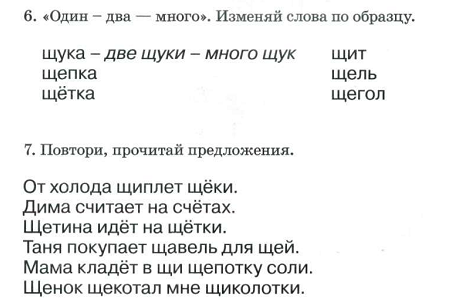 6. «Один – два — много». Изменяй слова по образцу.
щука – две щуки – много щук щит
щепка щель
щётка щегол
7. Повтори, прочитай предложения.
От холода щиплет щёки.
Дима считает на счётах.
Щетина идёт на щётки.
Таня покупает щавель для щей.
Мама кладёт в щи щепотку соли.
Щенок щекотал мне щиколотки.